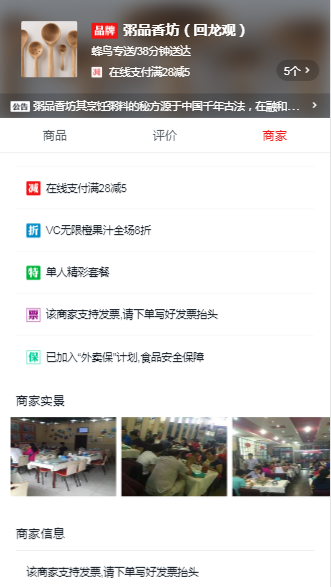 品牌 粥品香坊（回龙观）
蜂鸟专送/38分钟送达
减 在线支付满28减5
5个 >
公告 粥品香坊其烹饪粥料的秘方源于中国千年古法，在融和... >
商品 评价 商家
减 在线支付满28减5
折 VC无限橙果汁全场8折
特 单人精彩套餐
票 该商家支持发票,请下单写好发票抬头
保 已加入“外卖保”计划,食品安全保障
商家实景
商家信息
该商家支持发票,请下单写好发票抬头